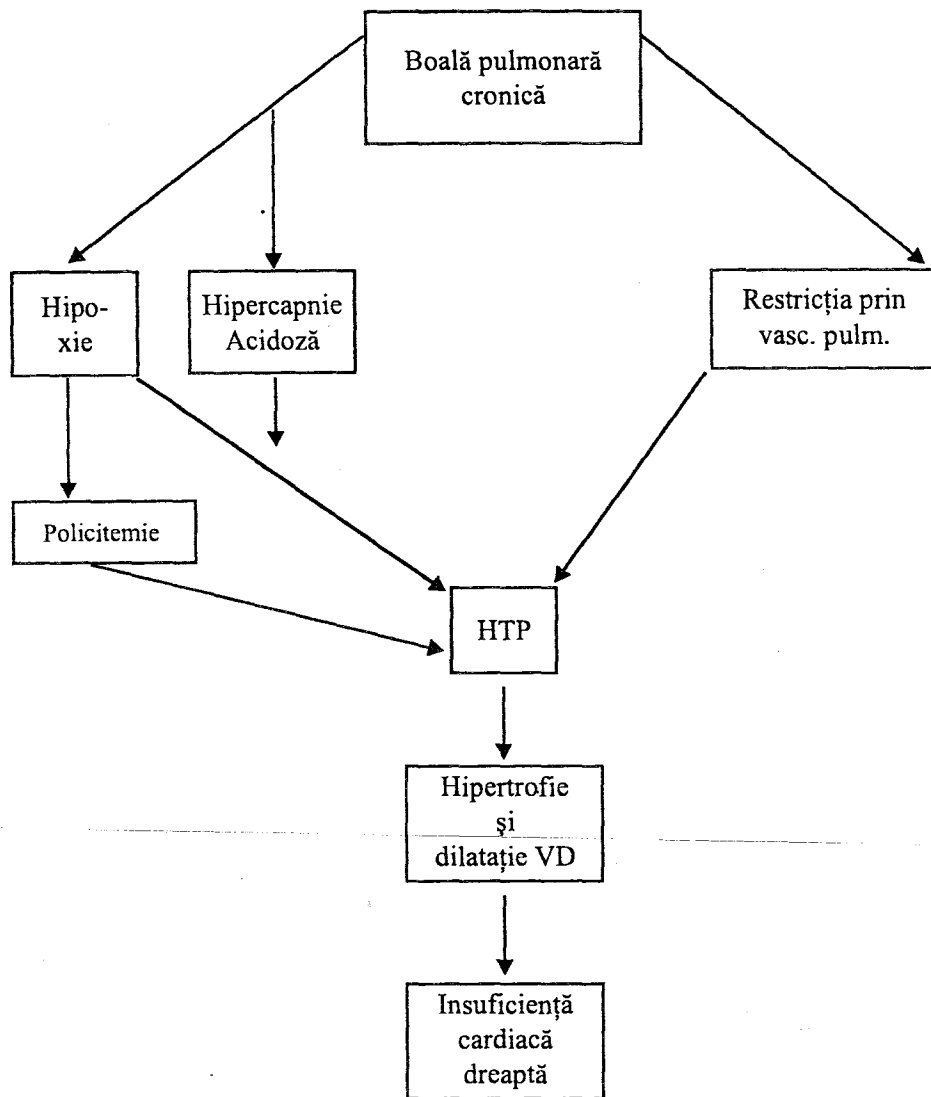 Boală pulmonară
cronică
Hipo-
xie
Hipercapnie
Acidoză
Restricția prin
vasc. pulm.
Policitemie
HTP
Hipertrofie
și
dilatație VD
Insuficiență
cardiacă
dreaptă